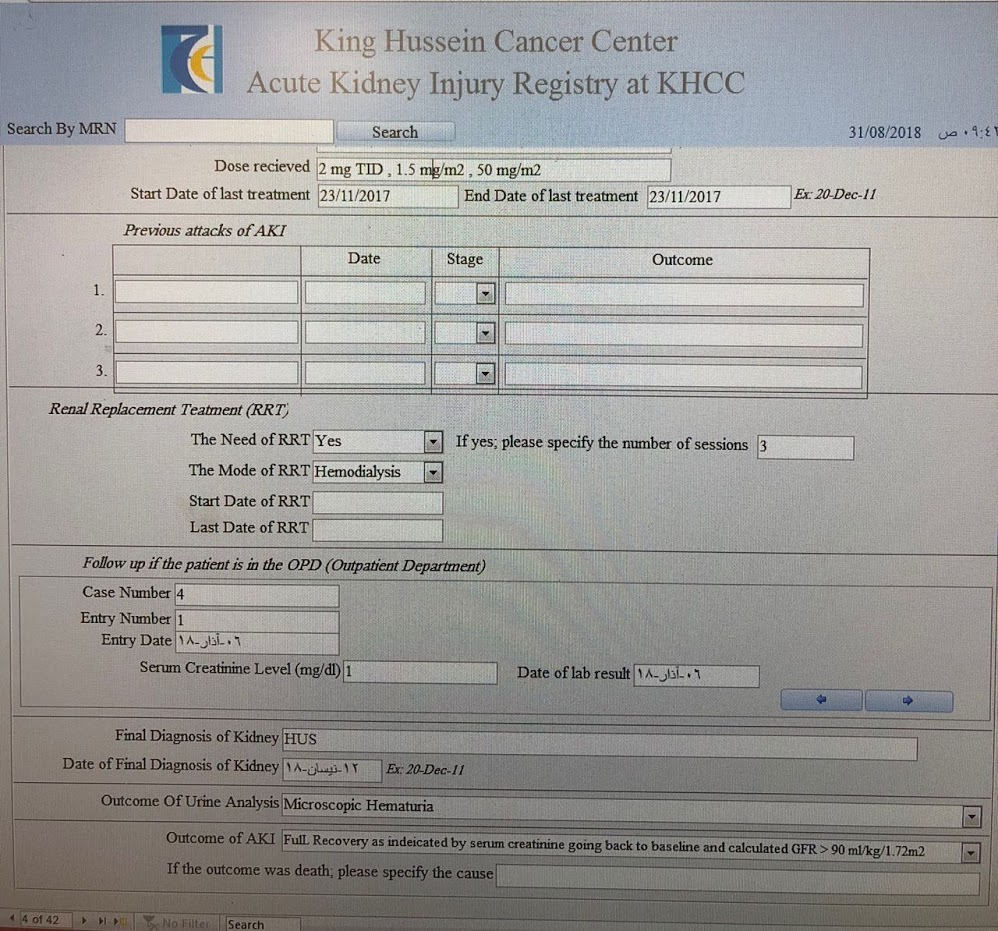 King Hussein Cancer Center
Acute Kidney Injury Registry at KHCC
Search By MRN Search 31/08/2018 ص ٠٩:٤٢
Dose recieved 2 mg TID , 1.5 mg/m2 , 50 mg/m2
Start Date of last treatment 23/11/2017 End Date of last treatment 23/11/2017 Ex: 20-Dec-11
Previous attacks of AKI
Date Stage Outcome
1.
2.
3.
Renal Replacement Teatment (RRT)
The Need of RRT Yes If yes; please specify the number of sessions 3
The Mode of RRT Hemodialysis
Start Date of RRT
Last Date of RRT
Follow up if the patient is in the OPD (Outpatient Department)
Case Number 4
Entry Number 1
Entry Date ٠٦-آذار-١٨
Serum Creatinine Level (mg/dl) 1 Date of lab result ٠٦-آذار-١٨
Final Diagnosis of Kidney HUS
Date of Final Diagnosis of Kidney ١٢-نيسان-١٨ Ex: 20-Dec-11
Outcome Of Urine Analysis Microscopic Hematuria
Outcome of AKI FulL Recovery as indeicated by serum creatinine going back to baseline and calculated GFR > 90 ml/kg/1.72m2
If the outcome was death; please specify the cause
4 of 42 No Filter Search